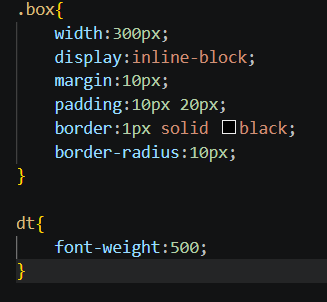 .box{
width:300px;
display:inline-block;
margin:10px;
padding:10px 20px;
border:1px solid black;
border-radius:10px;
}
dt{
font-weight:500;
}